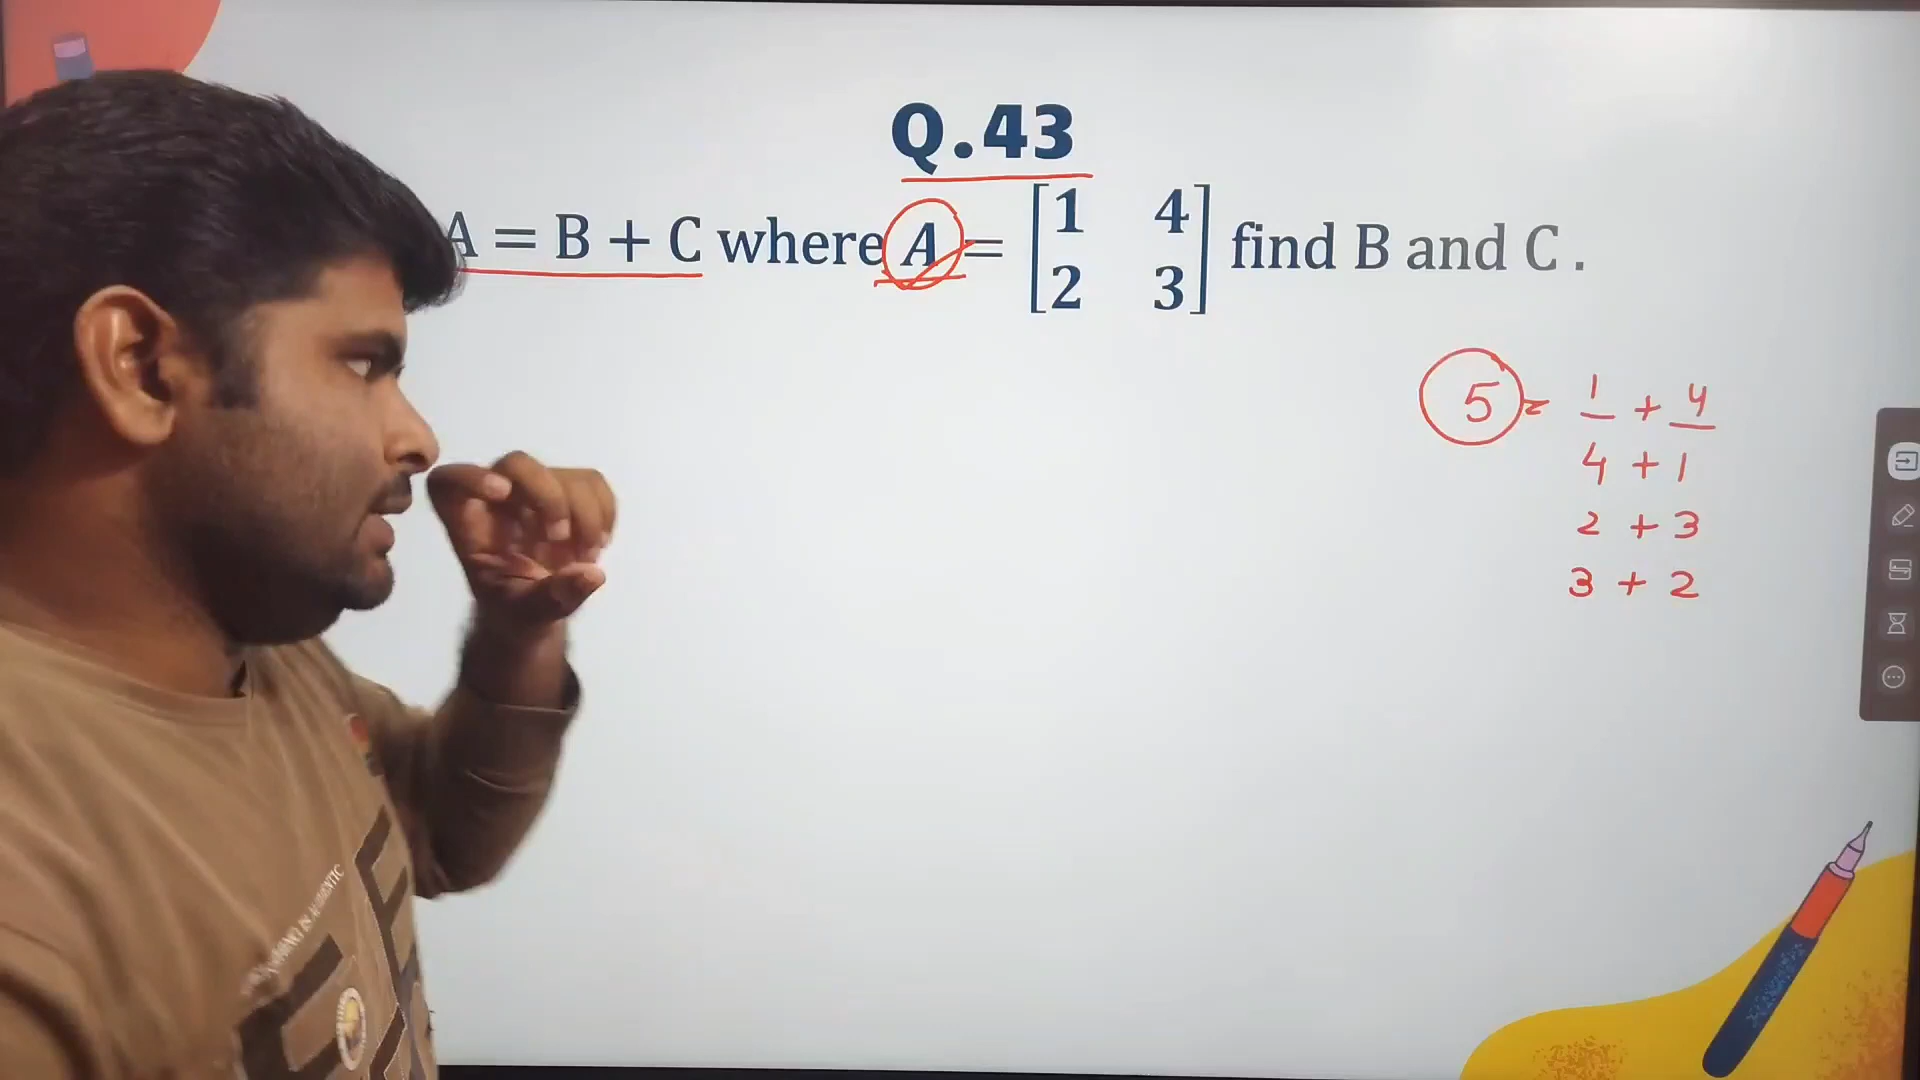 Q.43
A = B + C where A = [1 4
2 3] find B and C .
5 = 1 + 4
4 + 1
2 + 3
3 + 2